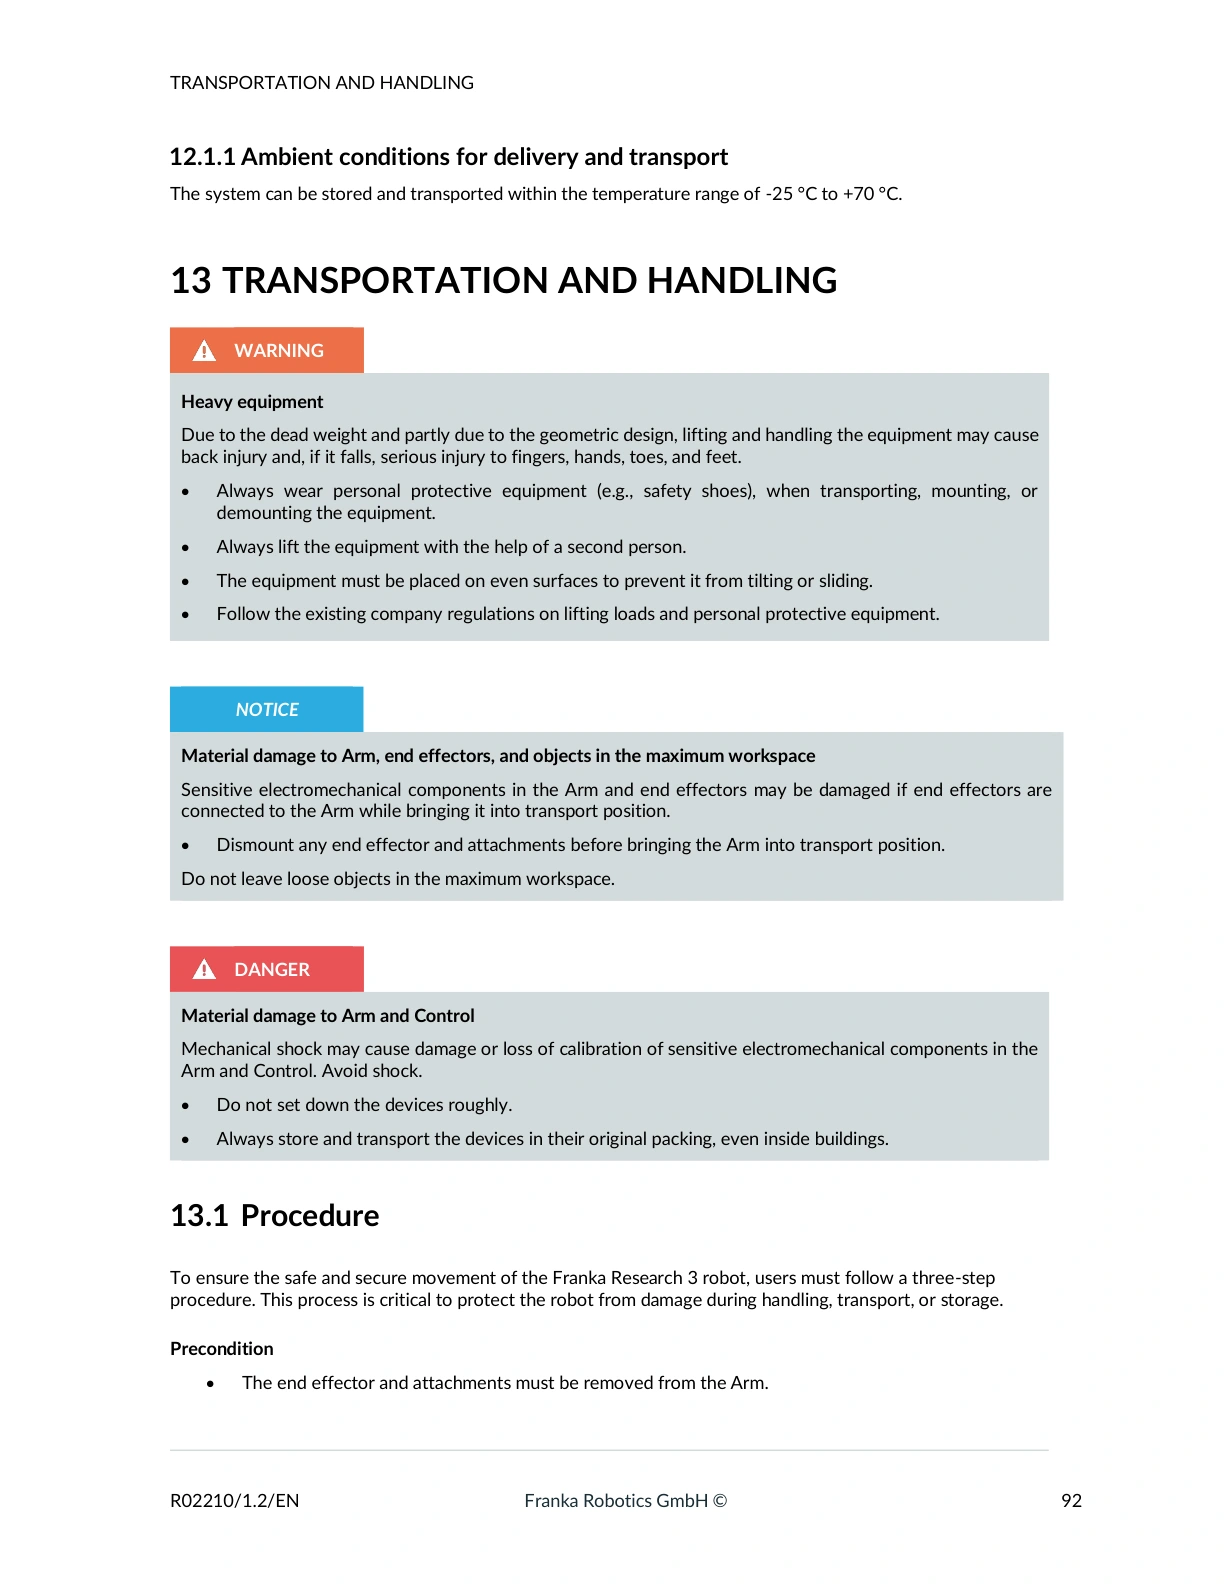 TRANSPORTATION AND HANDLING
12.1.1 Ambient conditions for delivery and transport
The system can be stored and transported within the temperature range of -25 °C to +70 °C.
13 TRANSPORTATION AND HANDLING
WARNING
Heavy equipment
Due to the dead weight and partly due to the geometric design, lifting and handling the equipment may cause
back injury and, if it falls, serious injury to fingers, hands, toes, and feet.
• Always wear personal protective equipment (e.g., safety shoes), when transporting, mounting, or
demounting the equipment.
• Always lift the equipment with the help of a second person.
• The equipment must be placed on even surfaces to prevent it from tilting or sliding.
• Follow the existing company regulations on lifting loads and personal protective equipment.
NOTICE
Material damage to Arm, end effectors, and objects in the maximum workspace
Sensitive electromechanical components in the Arm and end effectors may be damaged if end effectors are
connected to the Arm while bringing it into transport position.
• Dismount any end effector and attachments before bringing the Arm into transport position.
Do not leave loose objects in the maximum workspace.
DANGER
Material damage to Arm and Control
Mechanical shock may cause damage or loss of calibration of sensitive electromechanical components in the
Arm and Control. Avoid shock.
• Do not set down the devices roughly.
• Always store and transport the devices in their original packing, even inside buildings.
13.1 Procedure
To ensure the safe and secure movement of the Franka Research 3 robot, users must follow a three-step
procedure. This process is critical to protect the robot from damage during handling, transport, or storage.
Precondition
• The end effector and attachments must be removed from the Arm.
R02210/1.2/EN Franka Robotics GmbH © 92